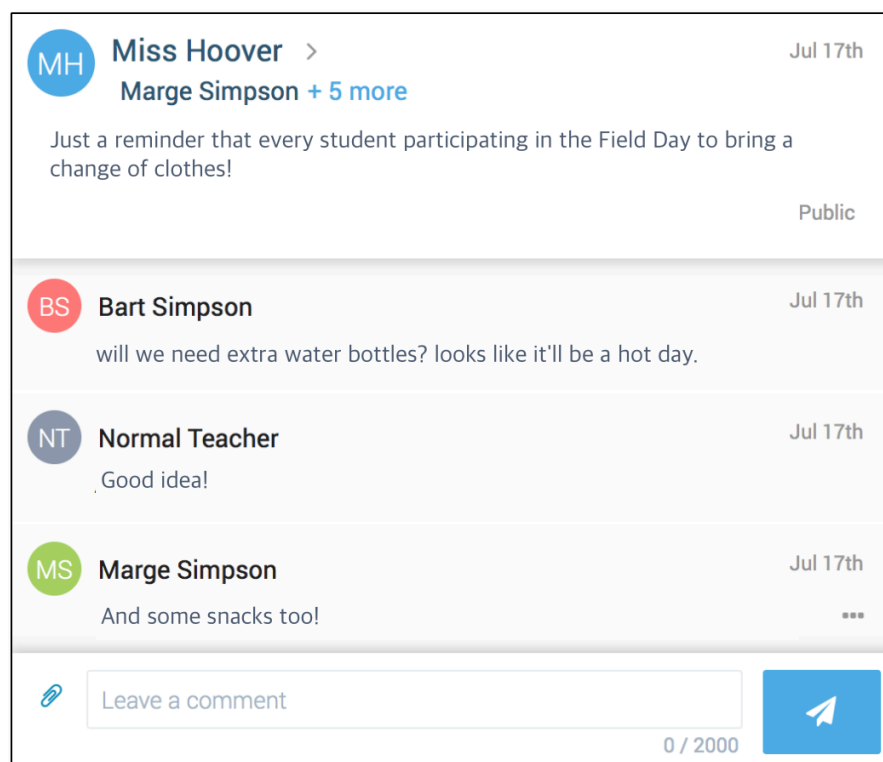 MH Miss Hoover > Jul 17th
Marge Simpson + 5 more
Just a reminder that every student participating in the Field Day to bring a
change of clothes!
Public
BS Bart Simpson Jul 17th
will we need extra water bottles? looks like it'll be a hot day.
NT Normal Teacher Jul 17th
Good idea!
MS Marge Simpson Jul 17th
And some snacks too!
Leave a comment
0 / 2000